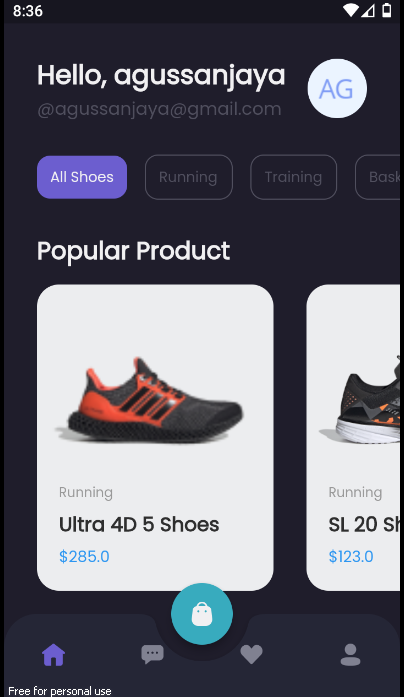 8:36
Hello, agussanjaya
@agussanjaya@gmail.com
AG
All Shoes Running Training Bask
Popular Product
Running
Ultra 4D 5 Shoes
$285.0
Running
SL 20 Sh
$123.0
Free for personal use